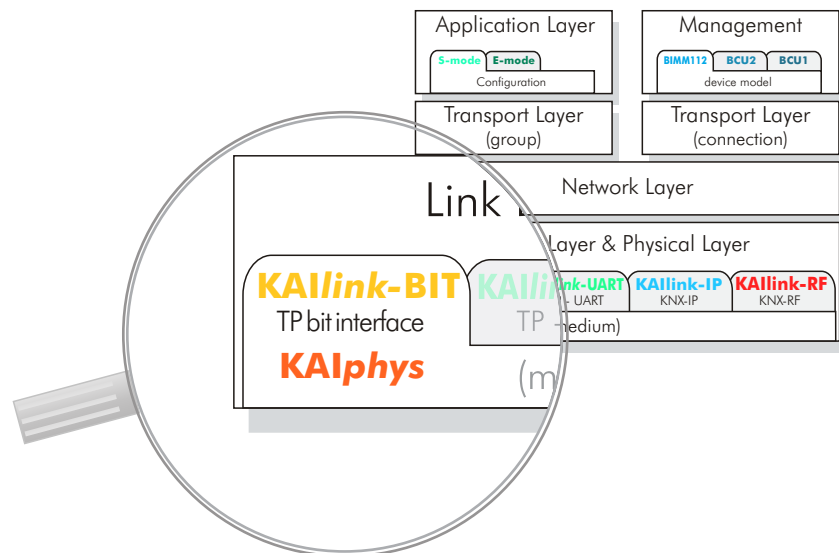 Application Layer
S-mode E-mode
Configuration
Management
BIMM112 BCU2 BCU1
device model
Transport Layer
(group)
Transport Layer
(connection)
Network Layer
Link
Layer & Physical Layer
KAIlink-BIT
TP bit interface
KAIphys
KAIli
TP
(m
nk-UART
- UART
KAIlink-IP
KNX-IP
KAIlink-RF
KNX-RF
medium)